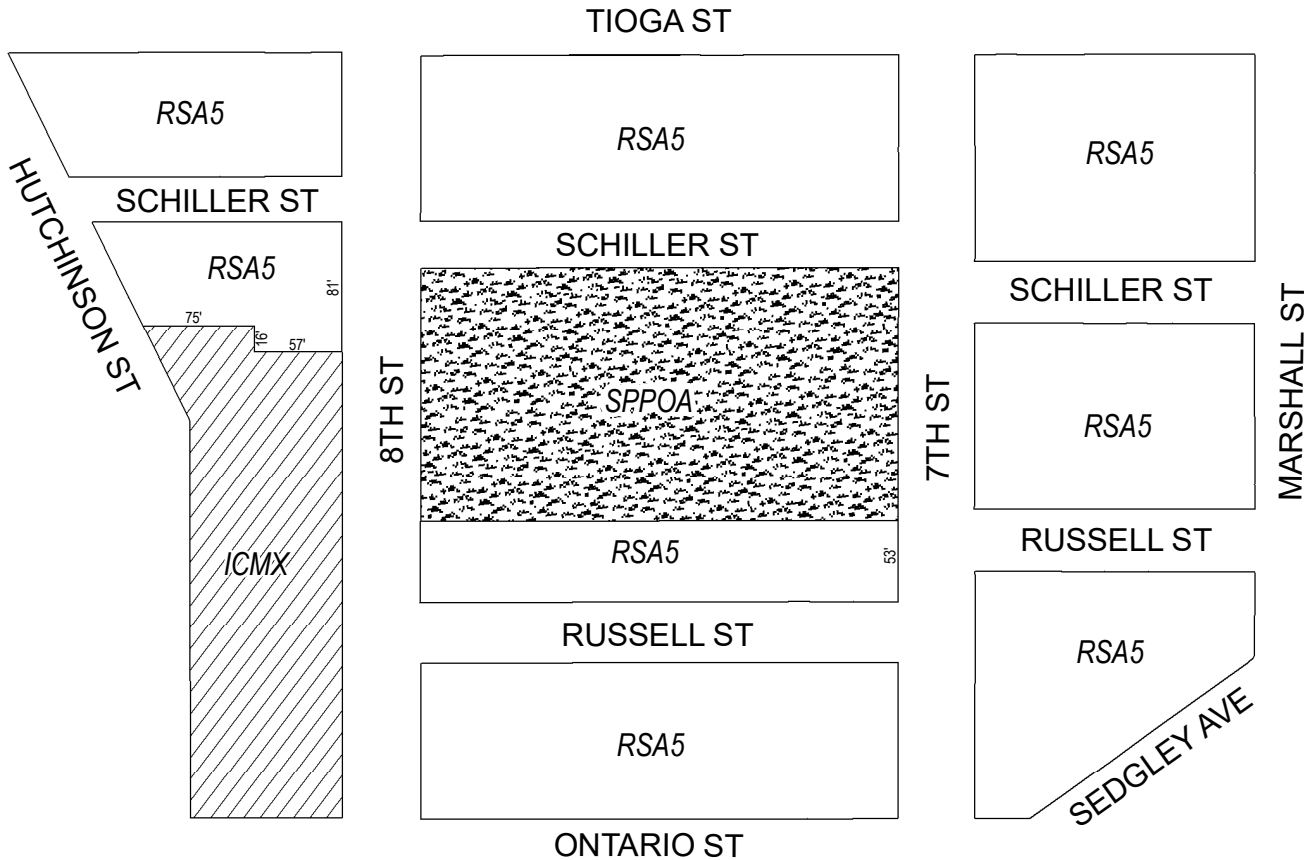 TIOGA ST
RSA5
RSA5
RSA5
HUTCHINSON ST
SCHILLER ST
SCHILLER ST
SCHILLER ST
RSA5
81'
75'
16'
57'
8TH ST
SPPOA
7TH ST
RSA5
MARSHALL ST
ICMX
RSA5
53'
RUSSELL ST
RUSSELL ST
RSA5
RSA5
SEDGLEY AVE
ONTARIO ST